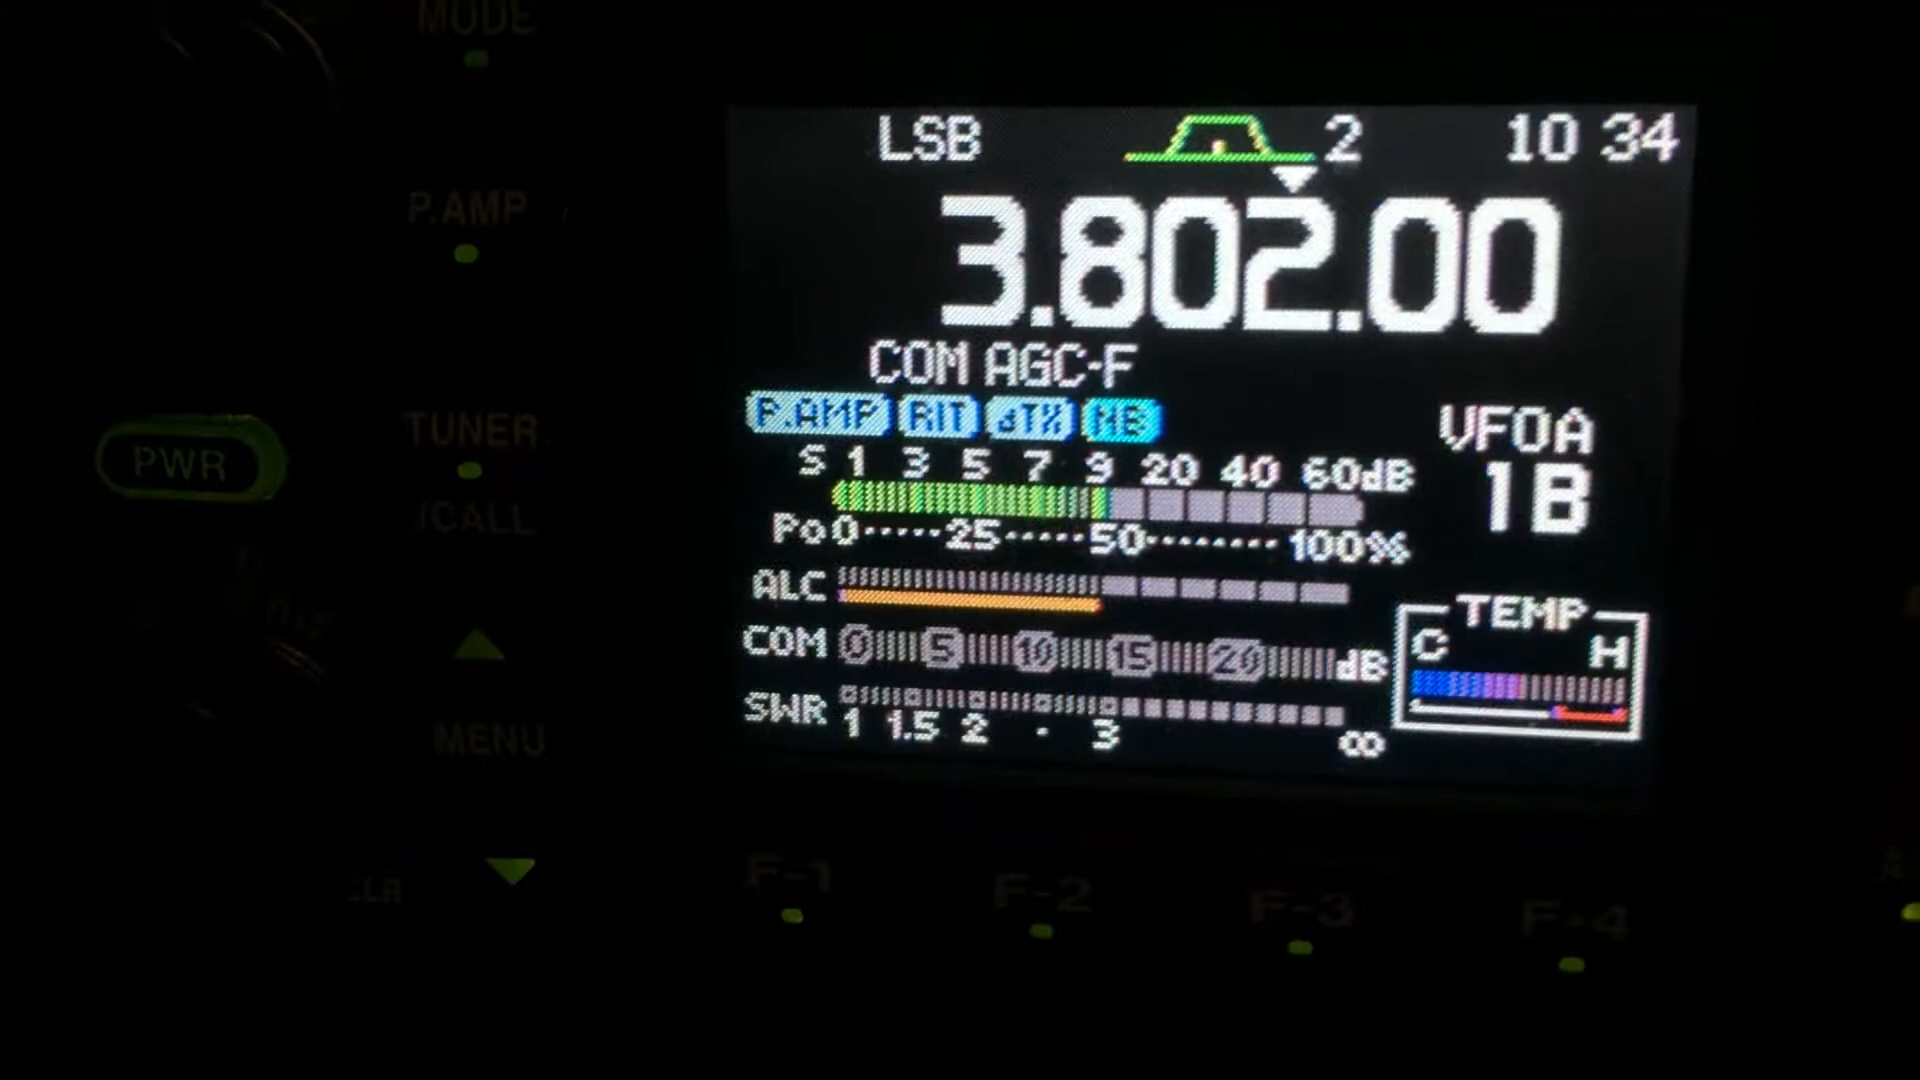 MODE
LSB 2 10 34
P.AMP
3.802.00
COM AGC-F
P.AMP RIT ⊿TX NB
VFOA
TUNER
/CALL
PWR
S 1 3 5 7 9 20 40 60dB
1B
Po0·····25·····50········100%
ALC
COM 0 5 10 15 20 dB
SWR 1 1.5 2 · 3 ∞
TEMP
C H
MENU
CLR
F-1 F-2 F-3 F-4